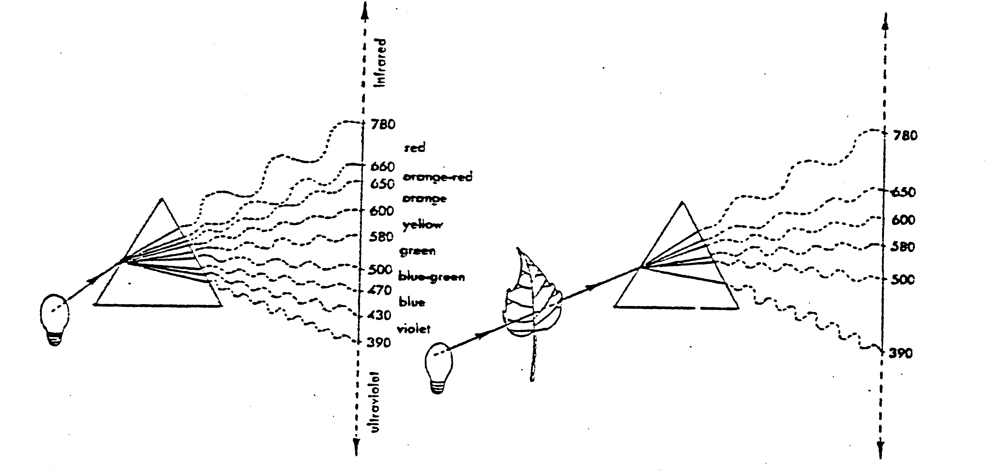 infrared
780
red
660
orange-red
650
orange
600
yellow
580
green
500
blue-green
470
blue
430
violet
390
ultraviolet
780
650
600
580
500
390